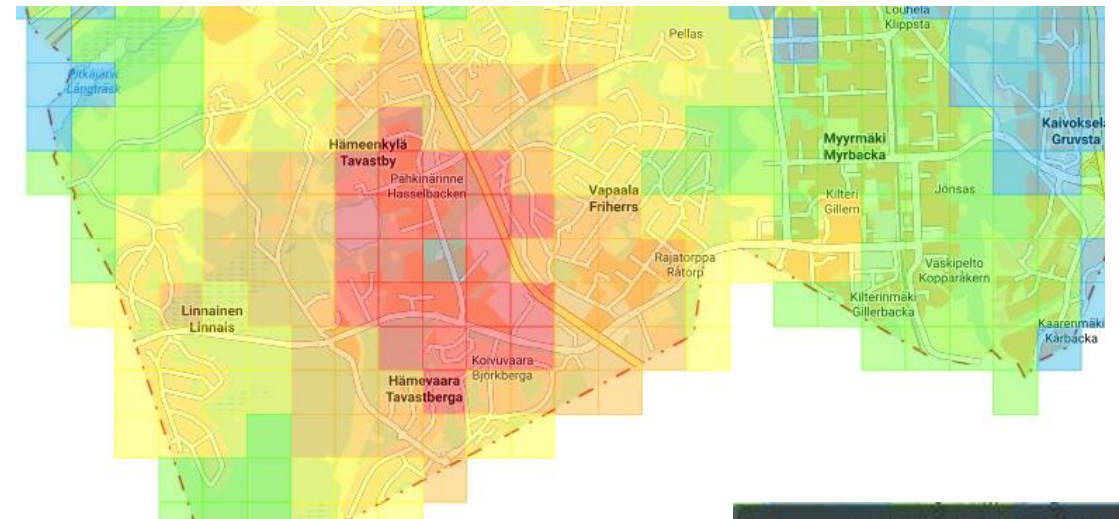 Louhela
Klippsta
Pellas
Pitkäjärvi
Långträsk
Kaivoksela
Gruvsta
Hämeenkylä
Tavastby
Myyrmäki
Myrbacka
Pähkinärinne
Hasselbacken
Vapaala
Friherrs
Kilteri
Gillern
Jönsas
Rajatorppa
Råtorp
Vaskipelto
Kopparåkern
Linnainen
Linnais
Kilterinmäki
Gillerbacka
Kaarenmäki
Kärbacka
Koivuvaara
Björkberga
Hämevaara
Tavastberga